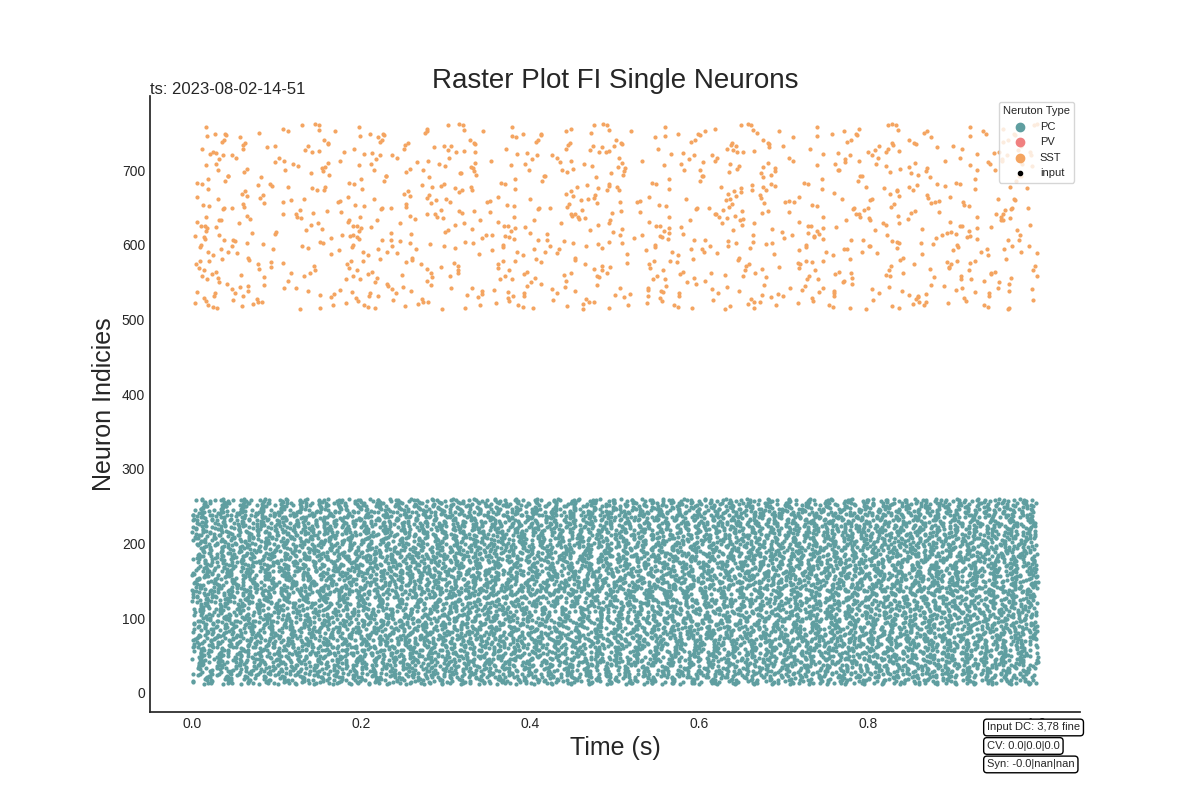 Raster Plot FI Single Neurons
ts: 2023-08-02-14-51
Neruton Type
PC
PV
SST
input
Neuron Indicies
700
600
500
400
300
200
100
0
0.0 0.2 0.4 0.6 0.8
Time (s)
Input DC: 3,78 fine
CV: 0.0|0.0|0.0
Syn: -0.0|nan|nan